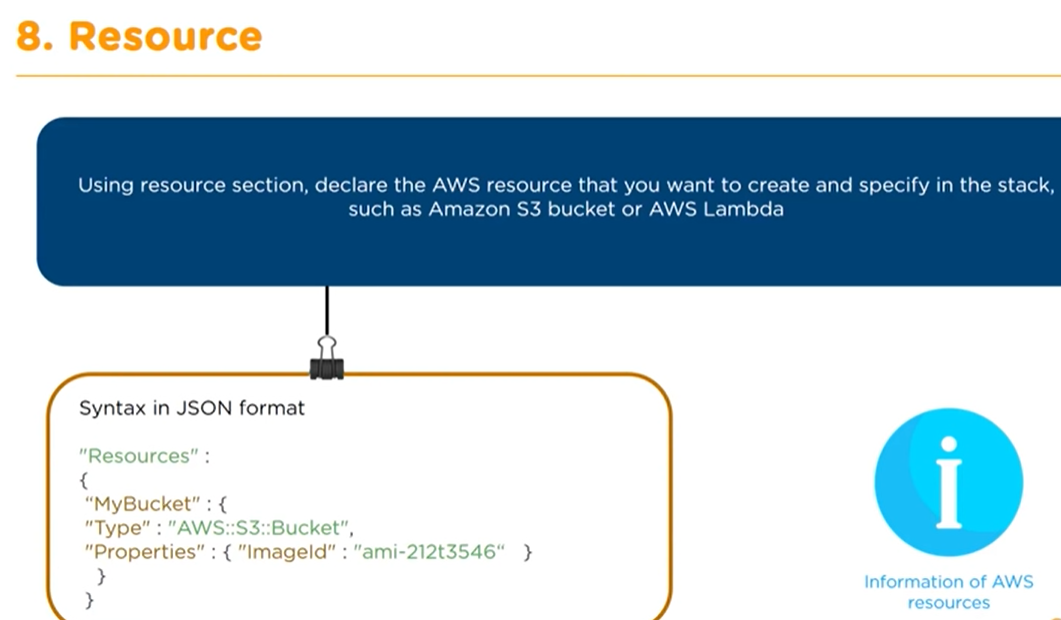 8. Resource
Using resource section, declare the AWS resource that you want to create and specify in the stack,
such as Amazon S3 bucket or AWS Lambda
Syntax in JSON format
"Resources" :
{
“MyBucket" : {
"Type" : "AWS::S3::Bucket",
"Properties" : { "ImageId" : "ami-212t3546“ }
}
}
i
Information of AWS
resources